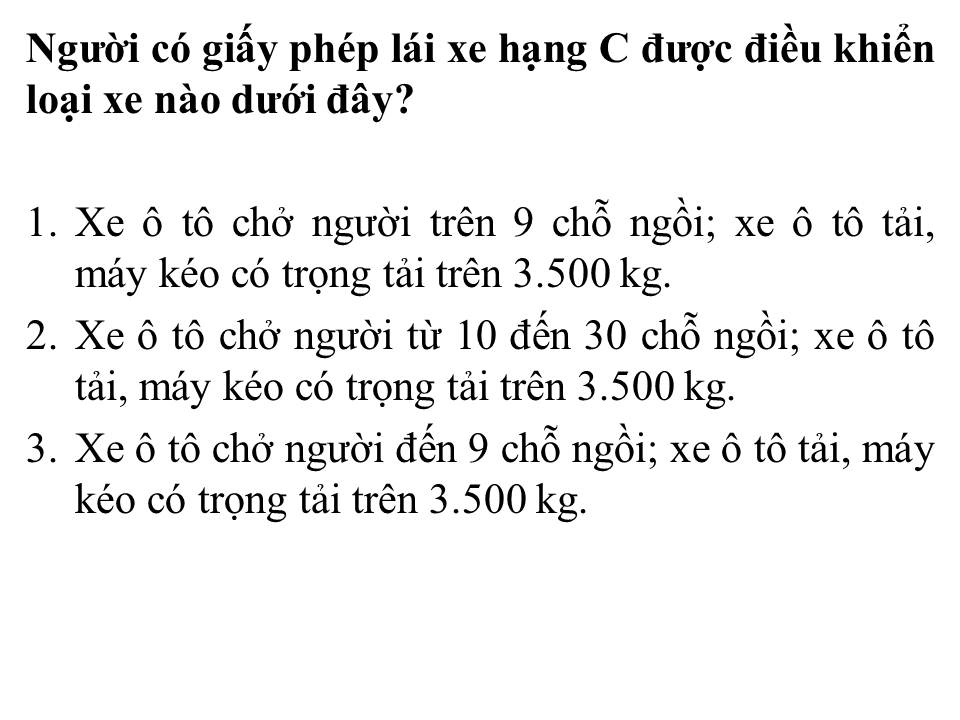 Người có giấy phép lái xe hạng C được điều khiển
loại xe nào dưới đây?
1. Xe ô tô chở người trên 9 chỗ ngồi; xe ô tô tải,
máy kéo có trọng tải trên 3.500 kg.
2. Xe ô tô chở người từ 10 đến 30 chỗ ngồi; xe ô tô
tải, máy kéo có trọng tải trên 3.500 kg.
3. Xe ô tô chở người đến 9 chỗ ngồi; xe ô tô tải, máy
kéo có trọng tải trên 3.500 kg.